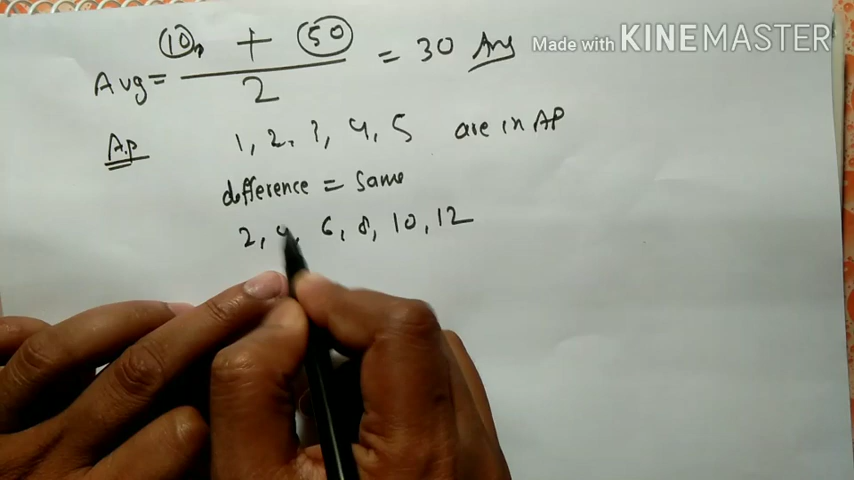 Avg = 10 + 50 / 2 = 30 Ans
Made with KINEMASTER
A.P 1, 2, 3, 4, 5 are in AP
defference = Same
2, 4, 6, 8, 10, 12